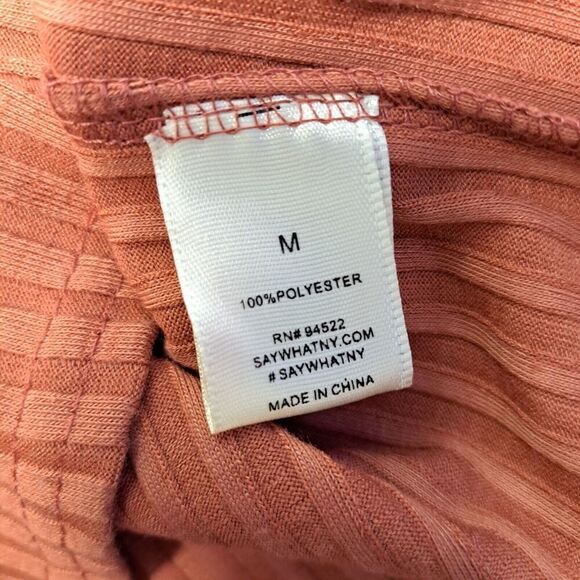 M
100%POLYESTER
RN# 94522
SAYWHATNY.COM
#SAYWHATNY
MADE IN CHINA